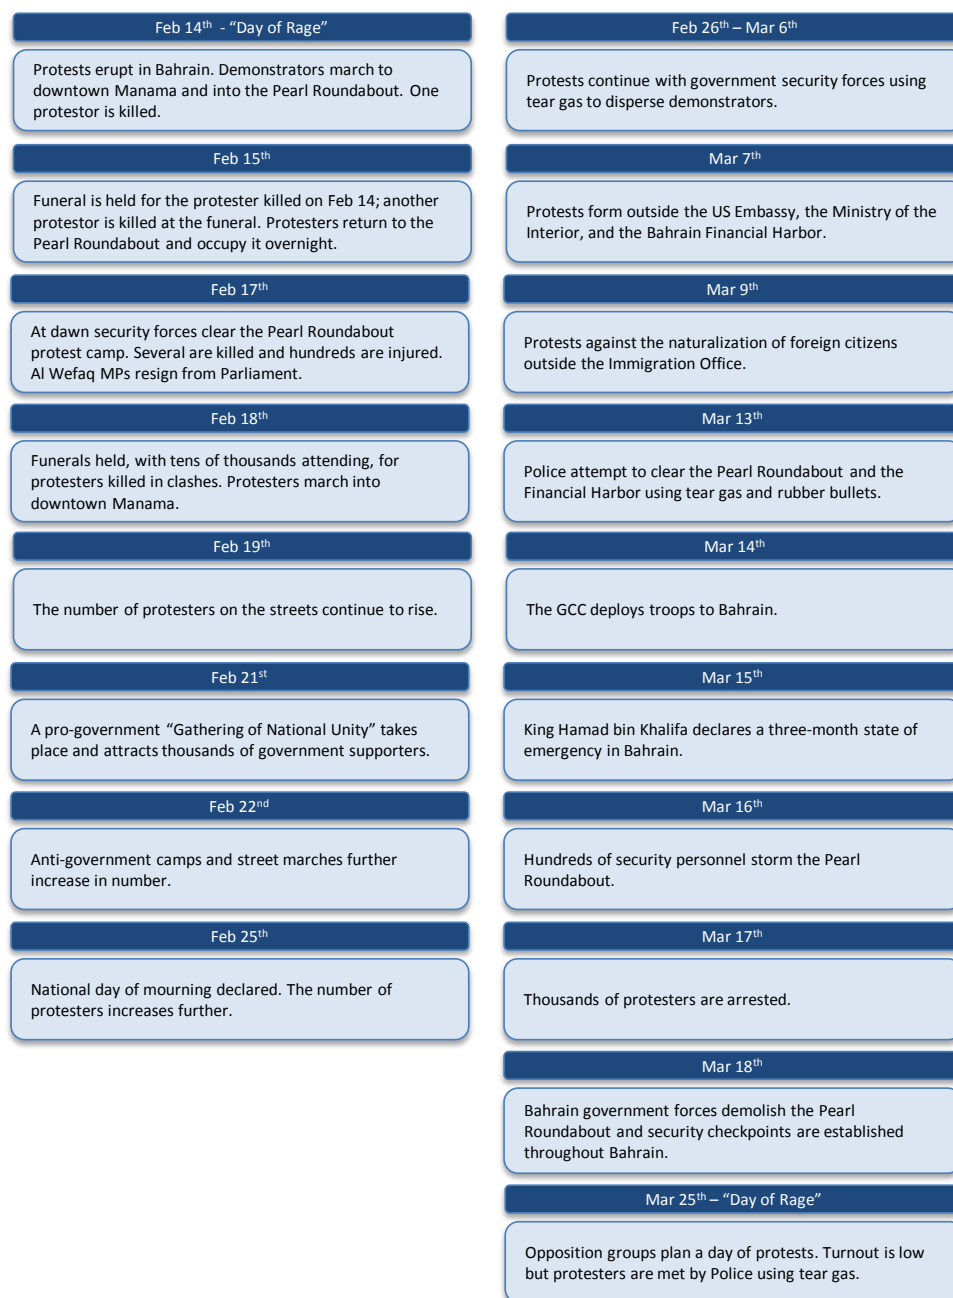 Feb 14th - “Day of Rage”
Protests erupt in Bahrain. Demonstrators march to
downtown Manama and into the Pearl Roundabout. One
protestor is killed.
Feb 15th
Funeral is held for the protester killed on Feb 14; another
protestor is killed at the funeral. Protesters return to the
Pearl Roundabout and occupy it overnight.
Feb 17th
At dawn security forces clear the Pearl Roundabout
protest camp. Several are killed and hundreds are injured.
Al Wefaq MPs resign from Parliament.
Feb 18th
Funerals held, with tens of thousands attending, for
protesters killed in clashes. Protesters march into
downtown Manama.
Feb 19th
The number of protesters on the streets continue to rise.
Feb 21st
A pro-government “Gathering of National Unity” takes
place and attracts thousands of government supporters.
Feb 22nd
Anti-government camps and street marches further
increase in number.
Feb 25th
National day of mourning declared. The number of
protesters increases further.
Feb 26th – Mar 6th
Protests continue with government security forces using
tear gas to disperse demonstrators.
Mar 7th
Protests form outside the US Embassy, the Ministry of the
Interior, and the Bahrain Financial Harbor.
Mar 9th
Protests against the naturalization of foreign citizens
outside the Immigration Office.
Mar 13th
Police attempt to clear the Pearl Roundabout and the
Financial Harbor using tear gas and rubber bullets.
Mar 14th
The GCC deploys troops to Bahrain.
Mar 15th
King Hamad bin Khalifa declares a three-month state of
emergency in Bahrain.
Mar 16th
Hundreds of security personnel storm the Pearl
Roundabout.
Mar 17th
Thousands of protesters are arrested.
Mar 18th
Bahrain government forces demolish the Pearl
Roundabout and security checkpoints are established
throughout Bahrain.
Mar 25th – “Day of Rage”
Opposition groups plan a day of protests. Turnout is low
but protesters are met by Police using tear gas.